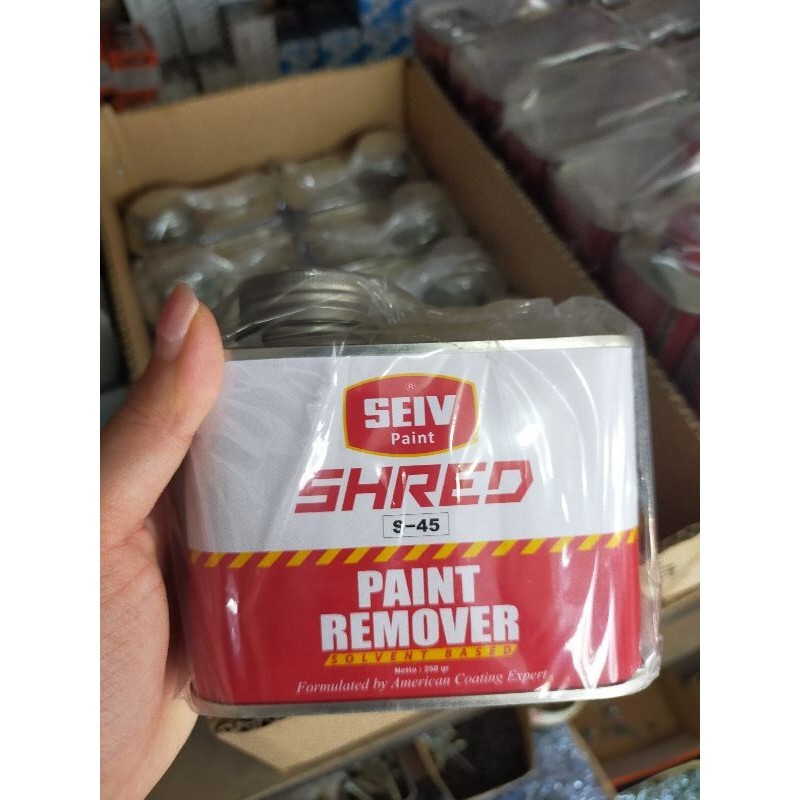 ®
SEIV
Paint
SHRED
S-45
PAINT
REMOVER
SOLVENT BASED
Netto : 250 gr
Formulated by American Coating Expert